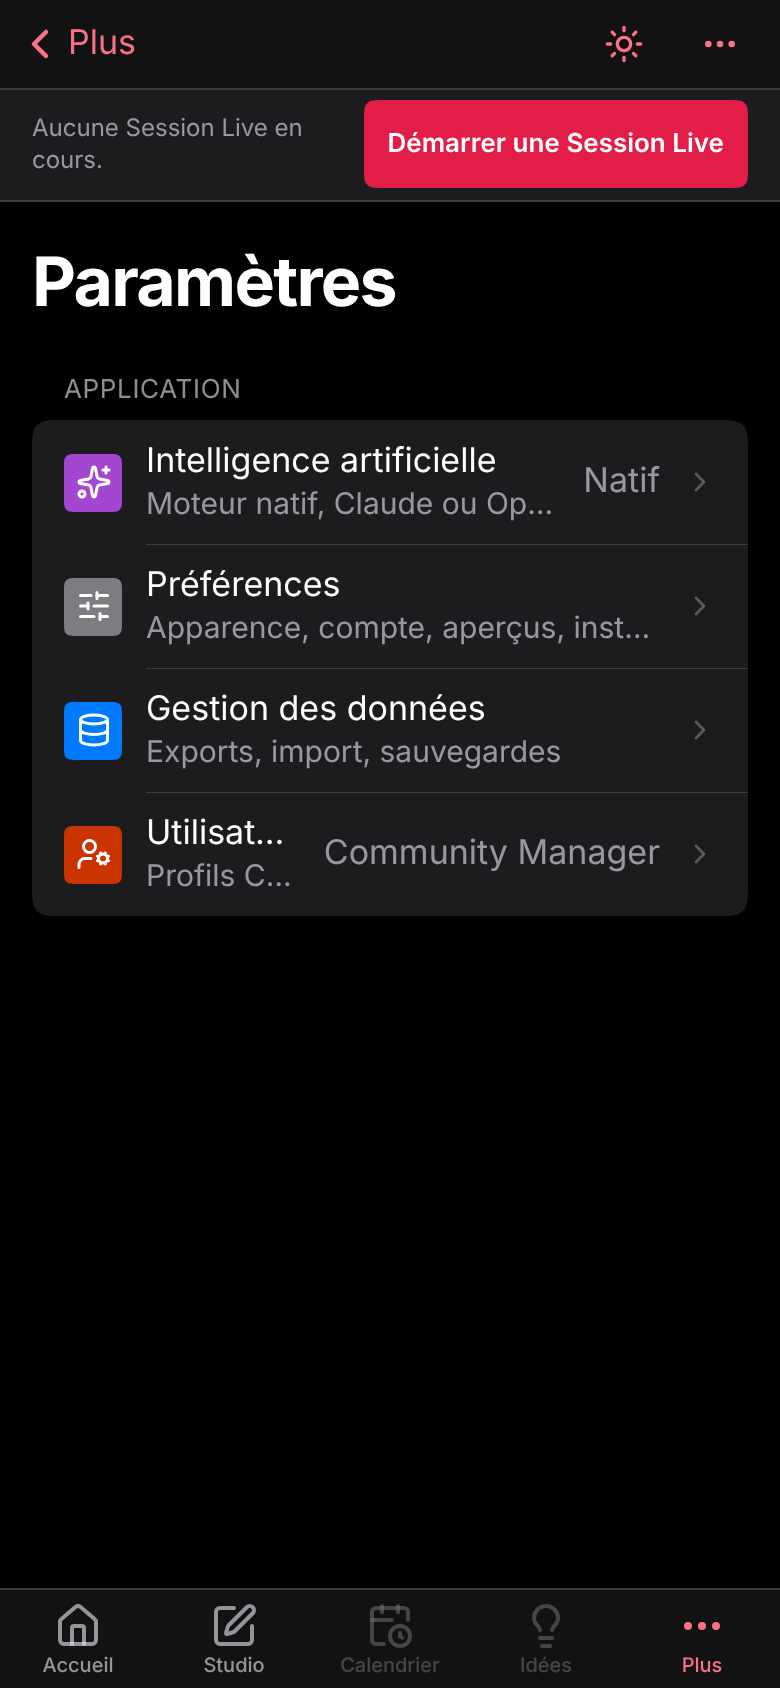 Plus
Aucune Session Live en
cours.
Démarrer une Session Live
Paramètres
APPLICATION
Intelligence artificielle
Moteur natif, Claude ou Op...
Natif
Préférences
Apparence, compte, aperçus, inst...
Gestion des données
Exports, import, sauvegardes
Utilisat...
Profils C...
Community Manager
Accueil
Studio
Calendrier
Idées
Plus